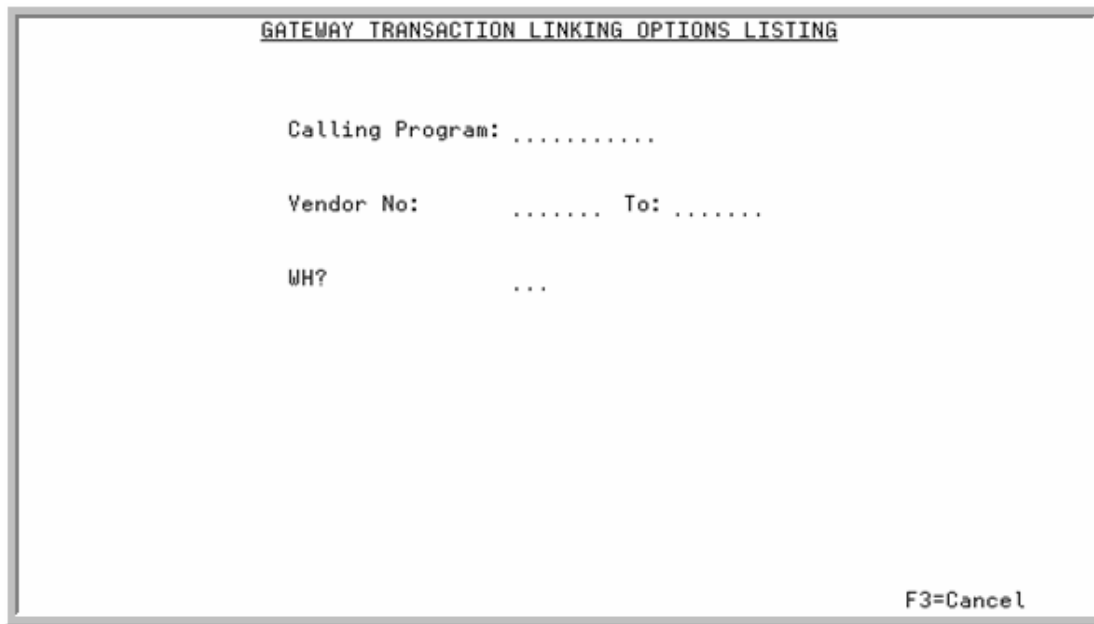 GATEWAY TRANSACTION LINKING OPTIONS LISTING
Calling Program: ...........
Vendor No: ....... To: .......
WH? ...
F3=Cancel